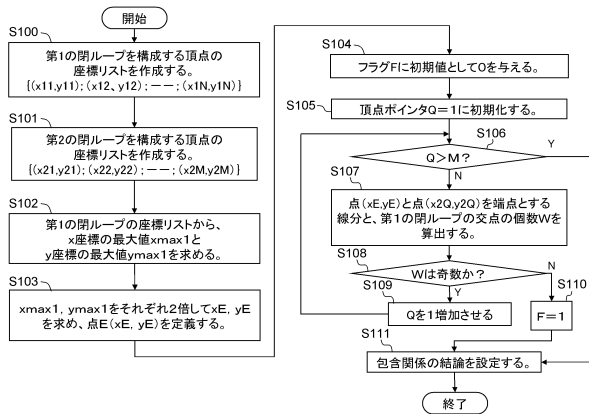 開始
S100
第1の閉ループを構成する頂点の
座標リストを作成する。
{(x11,y11);(x12、y12);－－;(x1N,y1N)}
S101
第2の閉ループを構成する頂点の
座標リストを作成する。
{(x21,y21);(x22,y22);－－;(x2M,y2M)}
S102
第1の閉ループの座標リストから、
x座標の最大値xmax1と
y座標の最大値ymax1を求める。
S103
xmax1, ymax1をそれぞれ2倍してxE, yE
を求め、点E(xE, yE)を定義する。
S104
フラグFに初期値として0を与える。
S105
頂点ポインタQ=1に初期化する。
S106
Q>M?
Y
N
S107
点(xE,yE)と点(x2Q,y2Q)を端点とする
線分と、第1の閉ループの交点の個数Wを
算出する。
S108
Wは奇数か?
N
Y
S109
Qを1増加させる
S110
F=1
S111
包含関係の結論を設定する。
終了